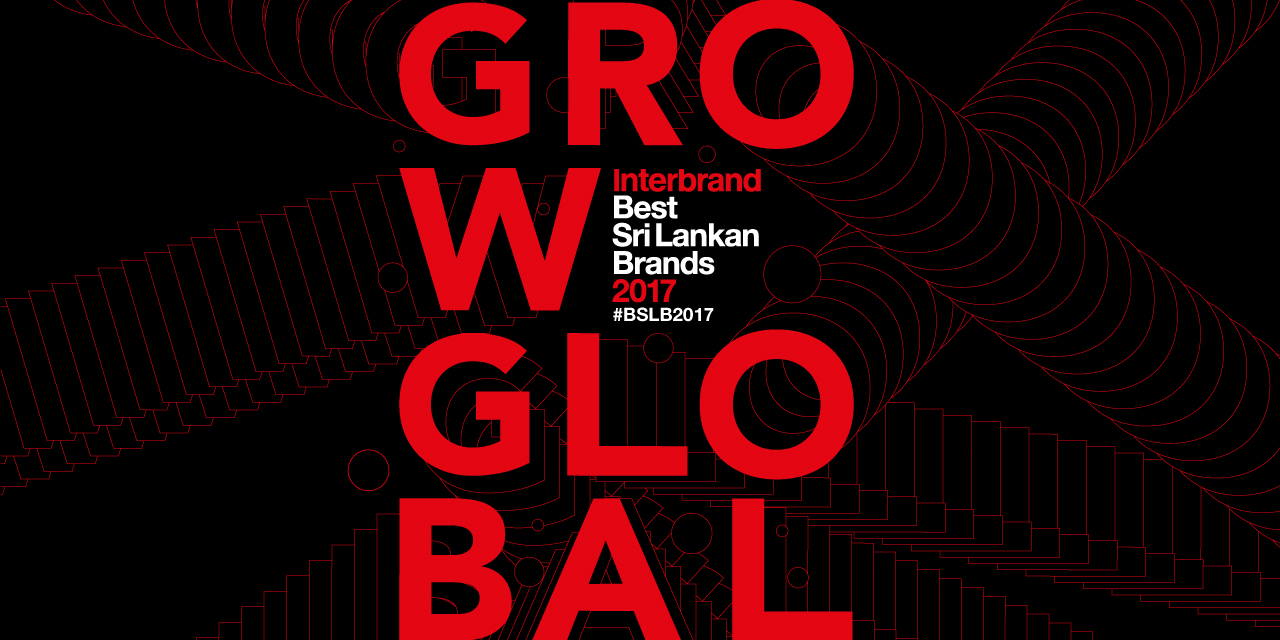 GRO
W
Interbrand
Best
Sri Lankan
Brands
2017
#BSLB2017
GLO
BAL